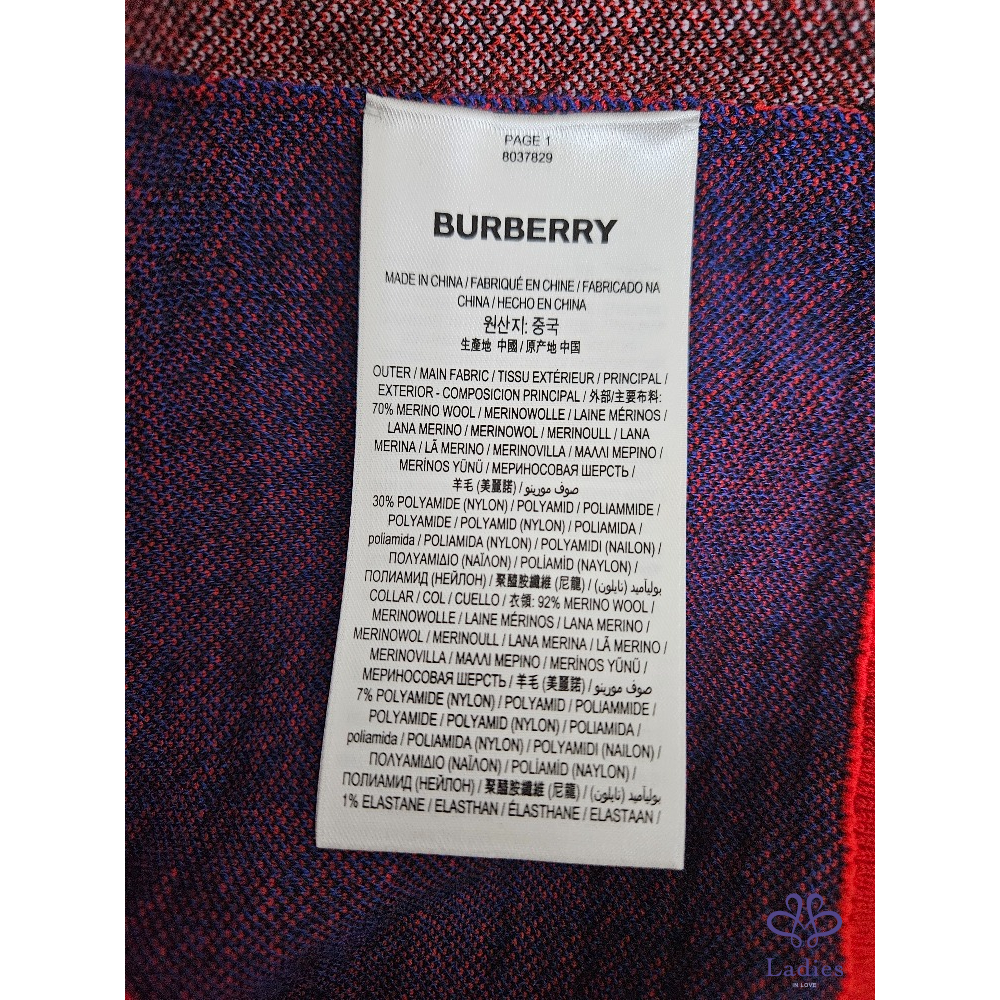 PAGE 1
8037829
BURBERRY
MADE IN CHINA / FABRIQUÉ EN CHINE / FABRICADO NA
CHINA / HECHO EN CHINA
원산지: 중국
生產地 中國 / 原产地 中国
OUTER / MAIN FABRIC / TISSU EXTÉRIEUR / PRINCIPAL /
EXTERIOR - COMPOSICION PRINCIPAL / 外部/主要布料:
70% MERINO WOOL / MERINOWOLLE / LAINE MÉRINOS /
LANA MERINO / MERINOWOL / MERINOULL / LANA
MERINA / LÃ MERINO / MERINOVILLA / ΜΑΛΛΙ ΜΕΡΙΝΟ /
MERİNOS YÜNÜ / МЕРИНОСОВАЯ ШЕРСТЬ /
羊毛 (美麗諾) / صوف مورينو
30% POLYAMIDE (NYLON) / POLYAMID / POLIAMMIDE /
POLYAMIDE / POLYAMID (NYLON) / POLIAMIDA /
poliamida / POLIAMIDA (NYLON) / POLYAMIDI (NAILON) /
ΠΟΛΥΑΜΙΔΙΟ (ΝΑΪΛΟΝ) / POLİAMİD (NAYLON) /
ПОЛИАМИД (НЕЙЛОН) / 聚醯胺纖維 (尼龍) / بولياميد (نايلون) /
COLLAR / COL / CUELLO / 衣領: 92% MERINO WOOL /
MERINOWOLLE / LAINE MÉRINOS / LANA MERINO /
MERINOWOL / MERINOULL / LANA MERINA / LÃ MERINO /
MERINOVILLA / ΜΑΛΛΙ ΜΕΡΙΝΟ / MERİNOS YÜNÜ /
МЕРИНОСОВАЯ ШЕРСТЬ / 羊毛 (美麗諾) / صوف مورينو
7% POLYAMIDE (NYLON) / POLYAMID / POLIAMMIDE /
POLYAMIDE / POLYAMID (NYLON) / POLIAMIDA /
poliamida / POLIAMIDA (NYLON) / POLYAMIDI (NAILON) /
ΠΟΛΥΑΜΙΔΙΟ (ΝΑΪΛΟΝ) / POLİAMİD (NAYLON) /
ПОЛИАМИД (НЕЙЛОН) / 聚醯胺纖維 (尼龍) / بولياميد (نايلون) /
1% ELASTANE / ELASTHAN / ÉLASTHANE / ELASTAAN /
Ladies
IN LOVE